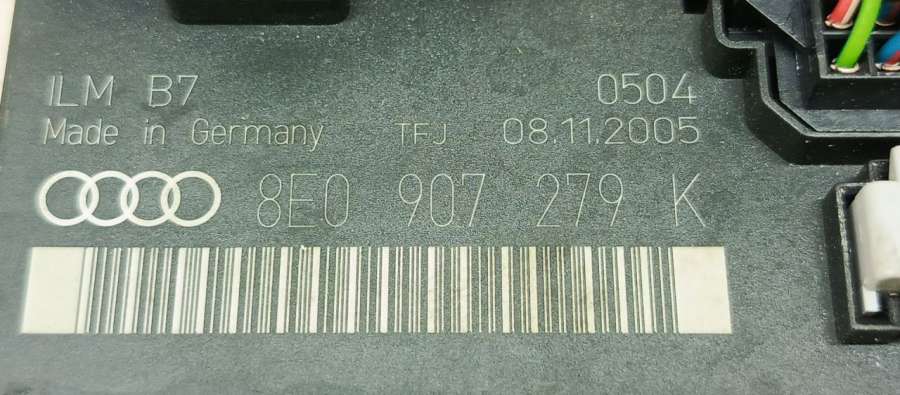 ILM B7 0504
Made in Germany TFJ 08.11.2005
8E0 907 279 K